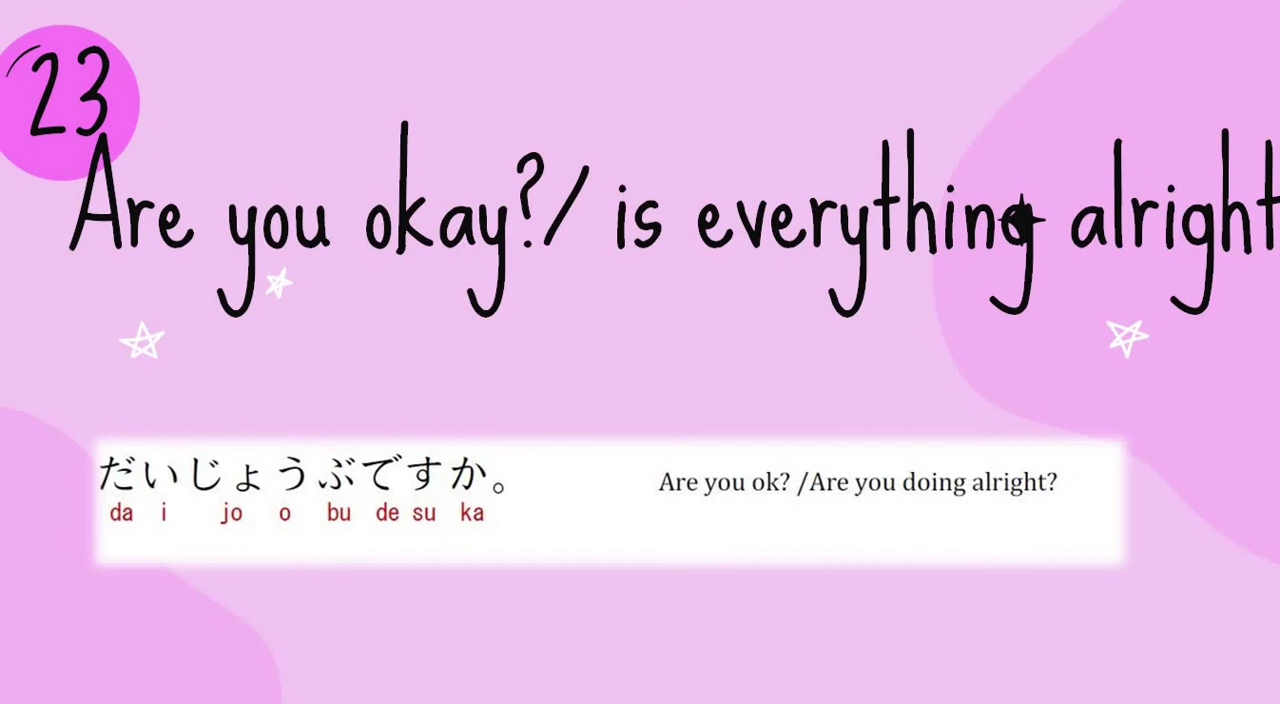 23
Are you okay?/ is everything alright
だいじょうぶですか。
da i jo o bu de su ka
Are you ok? /Are you doing alright?